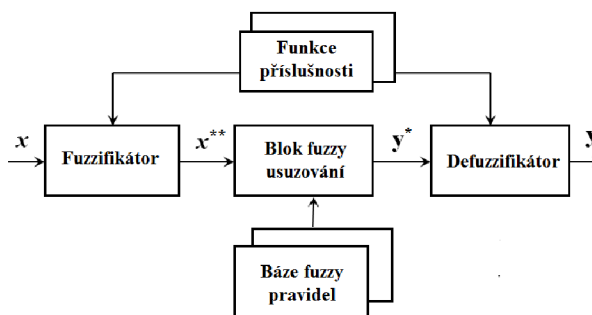 Funkce
příslušnosti
x
Fuzzifikátor
x**
Blok fuzzy
usuzování
y*
Defuzzifikátor
y
Báze fuzzy
pravidel